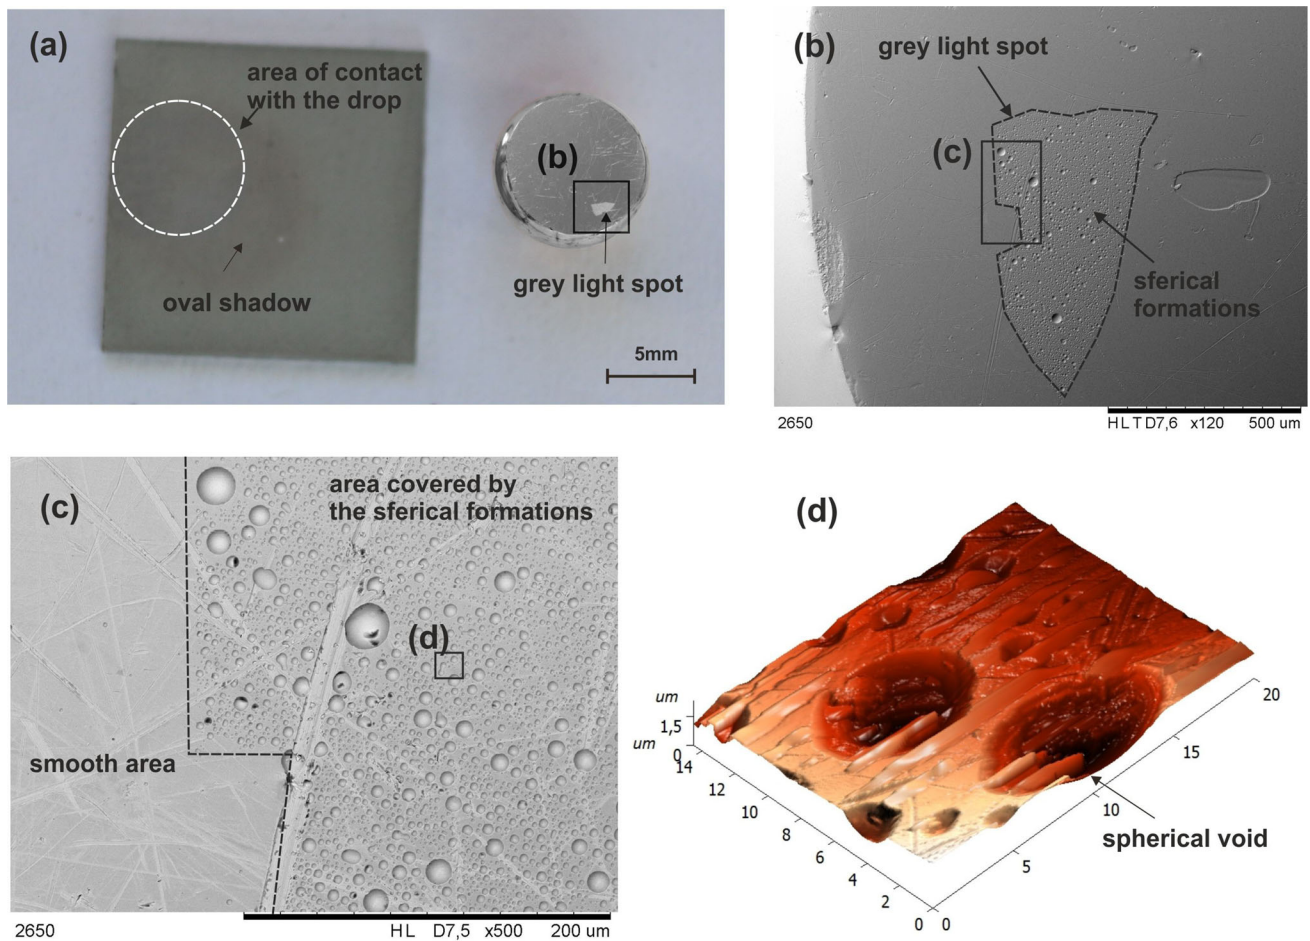 (a)
area of contact
with the drop
oval shadow
(b)
grey light spot
5mm
(b)
grey light spot
(c)
sferical
formations
2650
HLT D7,6 x120 500 um
(c)
area covered by
the sferical formations
(d)
smooth area
2650
HL D7,5 x500 200 um
(d)
um
1,5
um
0
14
12
10
8
6
4
2
0
0
5
10
15
20
spherical void